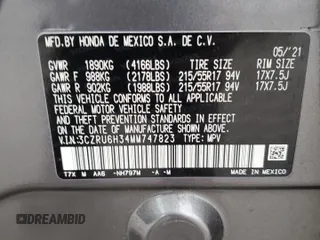 MFD.BY HONDA DE MEXICO S.A. DE C.V.
05/'21
GVWR 1890KG (4166LBS) TIRE SIZE RIM SIZE
GAWR F 988KG (2178LBS) 215/55R17 94V 17X7.5J
GAWR R 902KG (1988LBS) 215/55R17 94V 17X7.5J
THIS VEHICLE CONFORMS TO ALL APPLICABLE
FEDERAL MOTOR VEHICLE SAFETY AND
THEFT PREVENTION STANDARDS IN EFFECT ON
THE DATE OF MANUFACTURE SHOWN ABOVE.
V.I.N:3CZRU6H34MM747823 TYPE: MPV
T7X M AA6 -NH797M -A -M
© DREAMBID